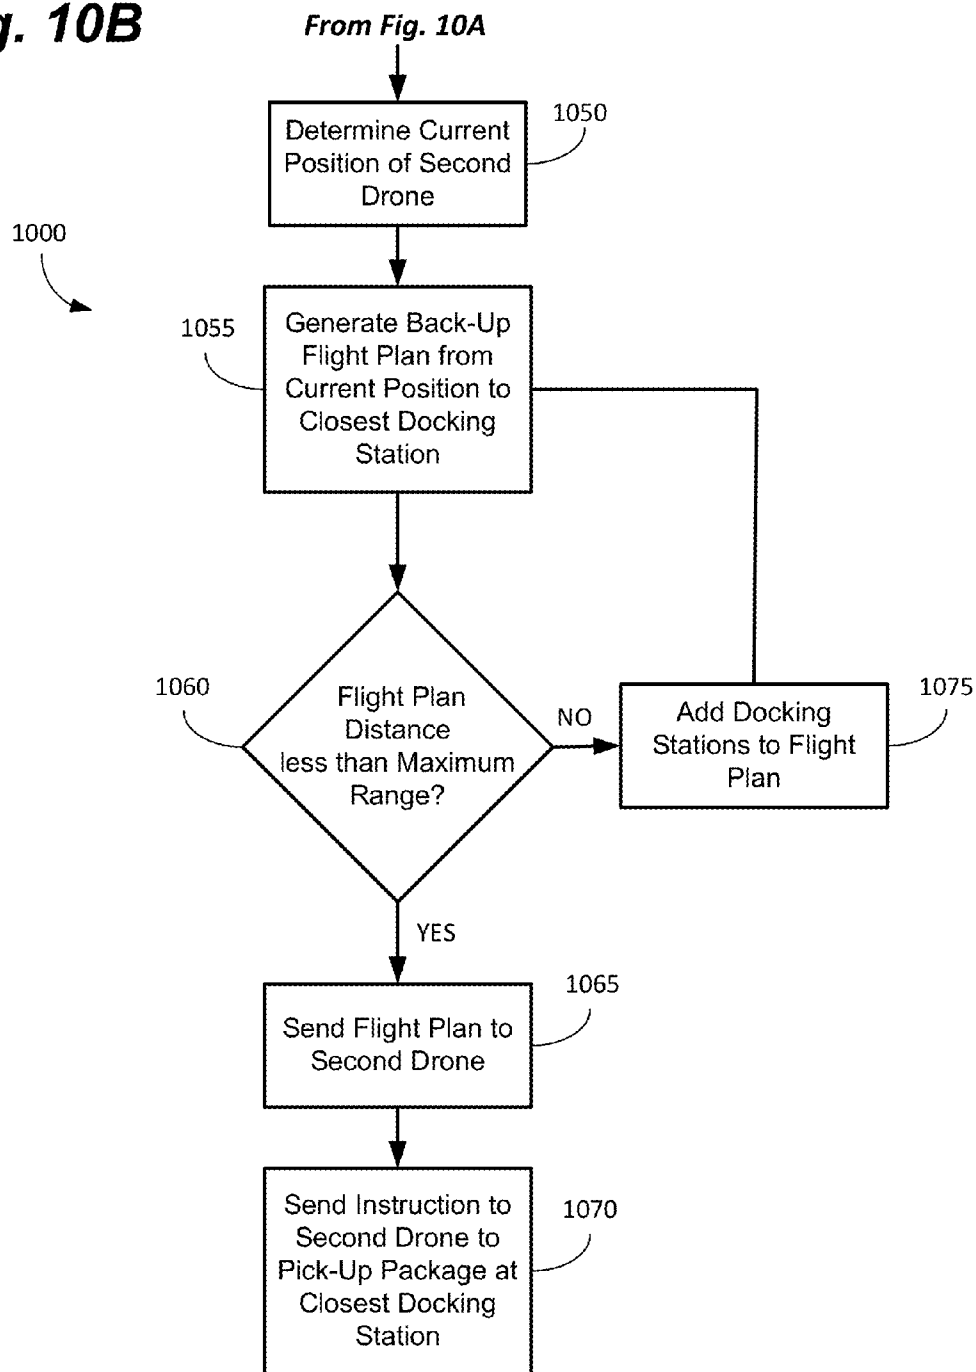 g. 10B
From Fig. 10A
1050
Determine Current
Position of Second
Drone
1000
1055
Generate Back-Up
Flight Plan from
Current Position to
Closest Docking
Station
1060
Flight Plan
Distance
less than Maximum
Range?
NO
1075
Add Docking
Stations to Flight
Plan
YES
1065
Send Flight Plan to
Second Drone
1070
Send Instruction to
Second Drone to
Pick-Up Package at
Closest Docking
Station